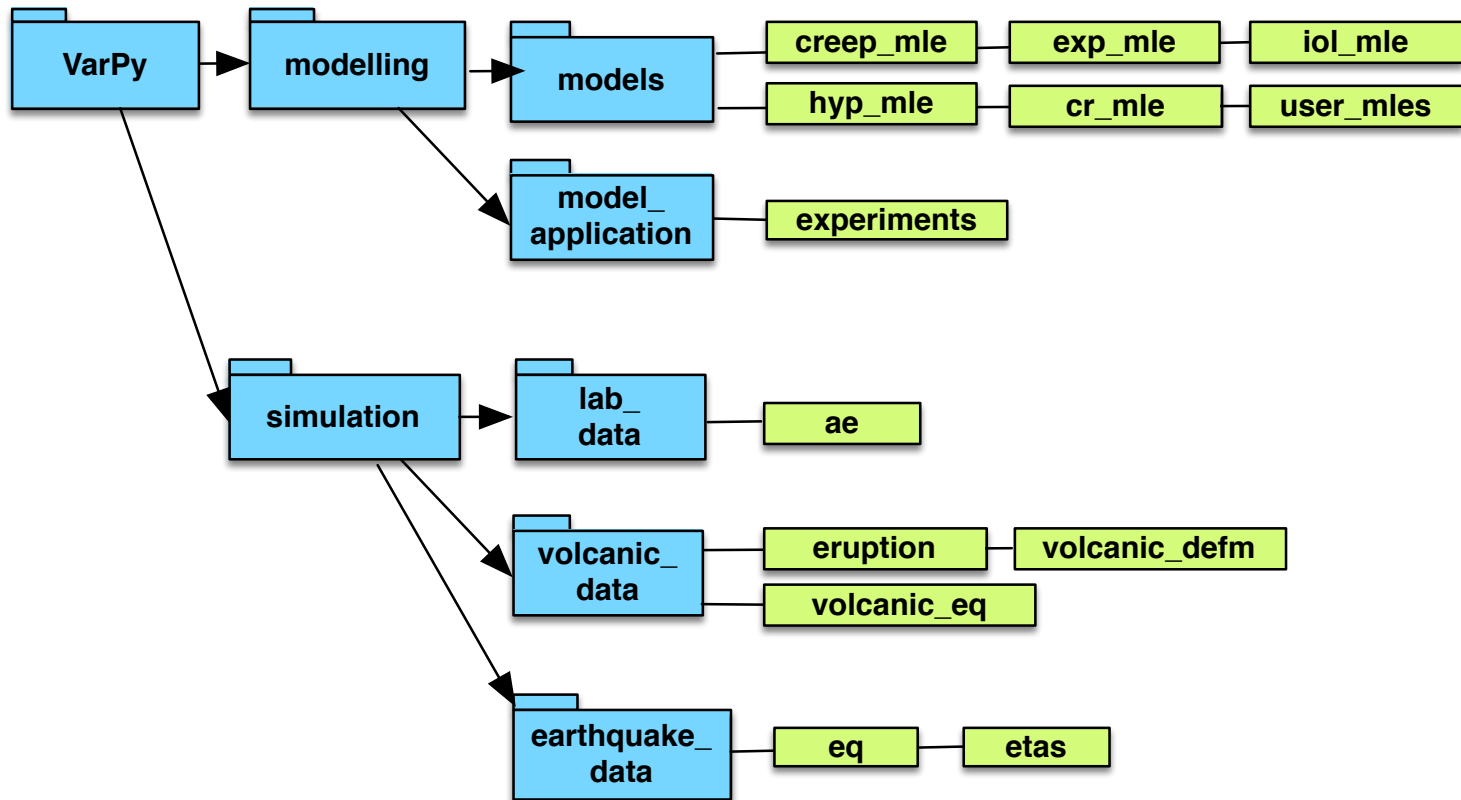 VarPy
modelling
models
creep_mle
exp_mle
iol_mle
hyp_mle
cr_mle
user_mles
model_
application
experiments
simulation
lab_
data
ae
volcanic_
data
eruption
volcanic_defm
volcanic_eq
earthquake_
data
eq
etas